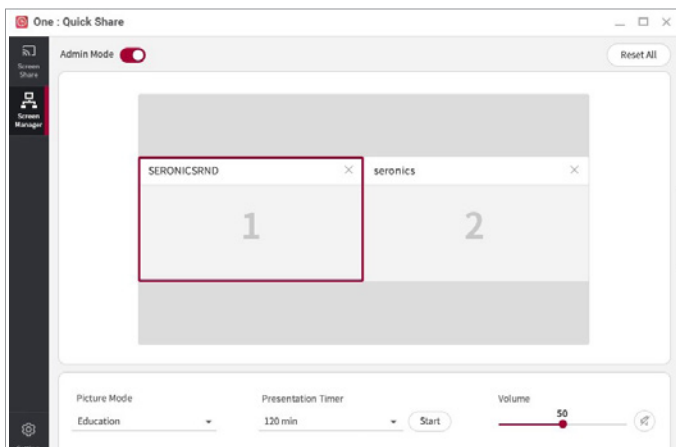 One : Quick Share
Admin Mode
Reset All
Screen
Share
Screen
Manager
SERONICSRND
seronics
1
2
Picture Mode
Presentation Timer
Volume
Education
120 min
Start
50